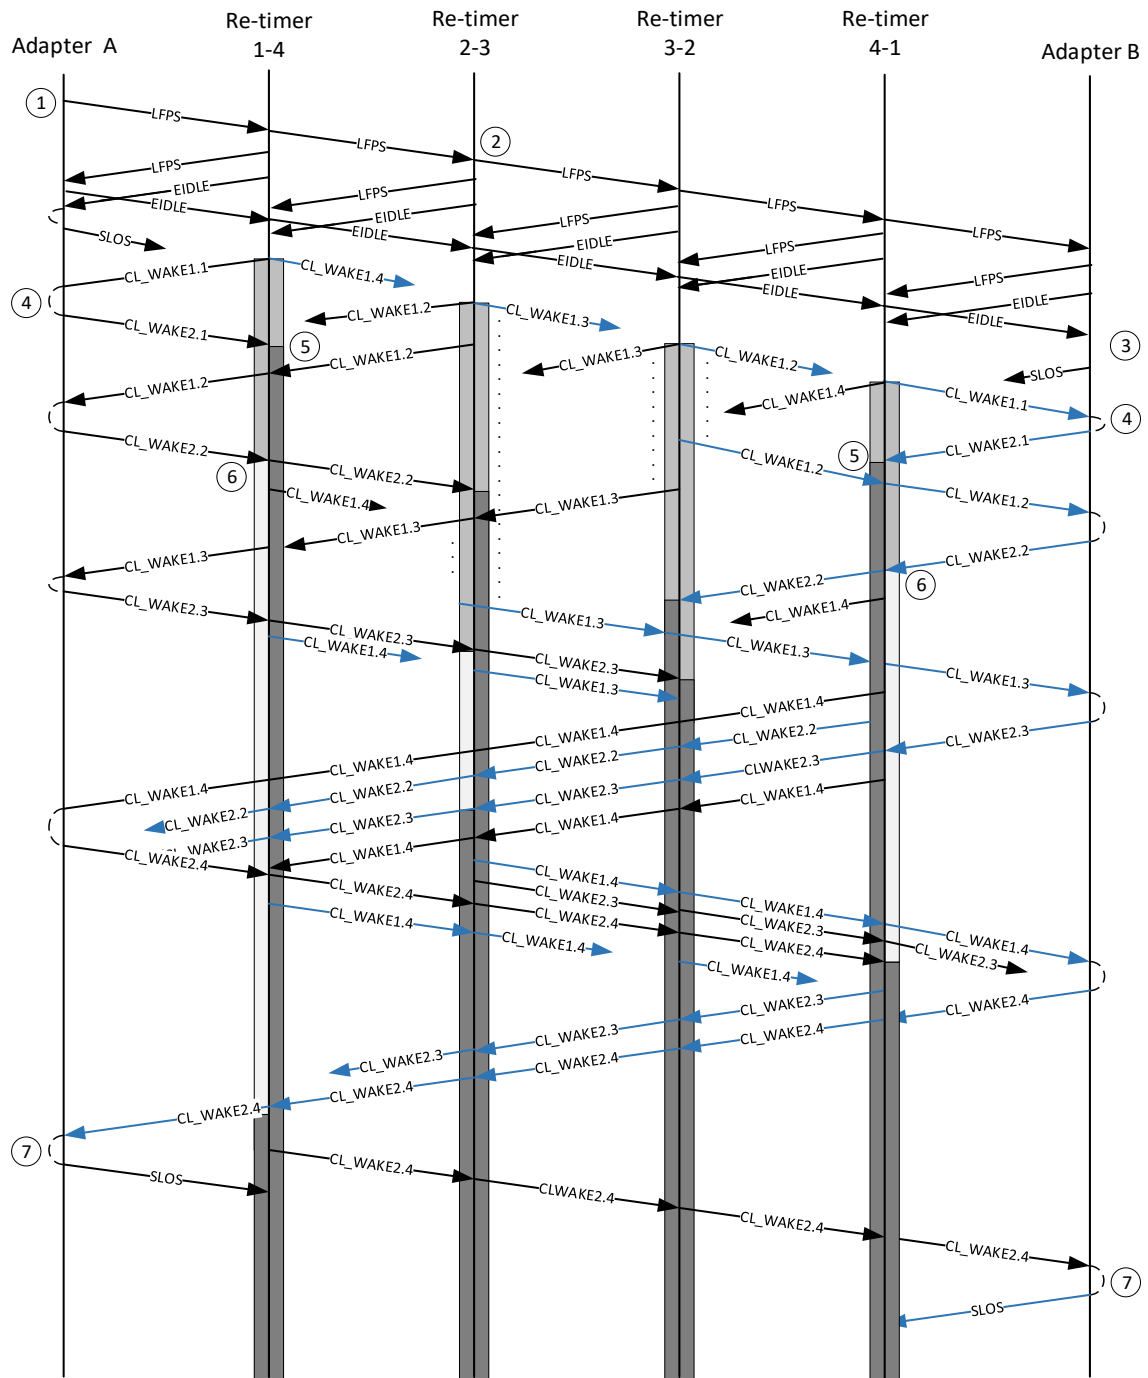 Adapter A
Re-timer
1-4
Re-timer
2-3
Re-timer
3-2
Re-timer
4-1
Adapter B
1
LFPS
2
LFPS
LFPS
LFPS
EIDLE
LFPS
LFPS
EIDLE
EIDLE
LFPS
LFPS
SLOS
EIDLE
EIDLE
LFPS
EIDLE
EIDLE
LFPS
CL_WAKE1.1
CL_WAKE1.4
EIDLE
EIDLE
4
CL_WAKE1.2
CL_WAKE1.3
EIDLE
CL_WAKE2.1
5
3
CL_WAKE1.2
CL_WAKE1.3
CL_WAKE1.2
SLOS
CL_WAKE1.2
CL_WAKE1.4
CL_WAKE1.1
4
CL_WAKE2.2
CL_WAKE2.1
5
CL_WAKE1.2
6
CL_WAKE2.2
CL_WAKE1.4
CL_WAKE1.3
CL_WAKE1.2
CL_WAKE1.3
CL_WAKE1.3
CL_WAKE2.2
CL_WAKE2.2
6
CL_WAKE2.3
CL_WAKE1.4
CL_WAKE2.3
CL_WAKE1.3
CL_WAKE1.4
CL_WAKE2.3
CL_WAKE1.3
CL_WAKE1.3
CL_WAKE1.3
CL_WAKE1.4
CL_WAKE1.4
CL_WAKE2.2
CL_WAKE2.3
CL_WAKE1.4
CL_WAKE2.2
CLWAKE2.3
CL_WAKE1.4
CL_WAKE2.2
CL_WAKE2.3
CL_WAKE1.4
CL_WAKE2.2
CL_WAKE2.3
CL_WAKE1.4
CL_WAKE2.3
CL_WAKE1.4
CL_WAKE2.4
CL_WAKE1.4
CL_WAKE2.4
CL_WAKE2.3
CL_WAKE1.4
CL_WAKE1.4
CL_WAKE2.4
CL_WAKE2.3
CL_WAKE1.4
CL_WAKE1.4
CL_WAKE2.4
CL_WAKE2.3
CL_WAKE1.4
CL_WAKE2.3
CL_WAKE2.4
CL_WAKE2.3
CL_WAKE2.4
CL_WAKE2.3
CL_WAKE2.4
CL_WAKE2.4
CL_WAKE2.4
7
SLOS
CL_WAKE2.4
CLWAKE2.4
CL_WAKE2.4
CL_WAKE2.4
7
SLOS